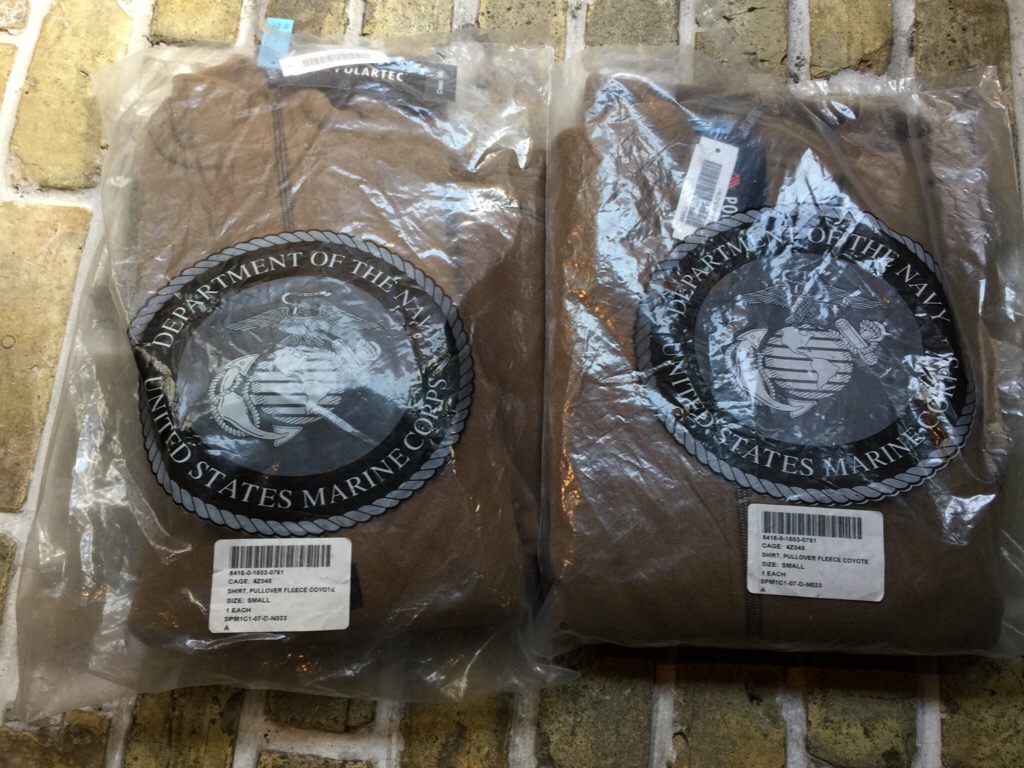 POLARTEC
DEPARTMENT OF THE NAVY
UNITED STATES MARINE CORPS
8415-0-1503-0761
CAGE: 4Z048
SHIRT, PULLOVER FLEECE COYOTE
SIZE: SMALL
1 EACH
SPM1C1-07-D-N023
A
DEPARTMENT OF THE NAVY
UNITED STATES MARINE CORPS
8415-0-1503-0761
CAGE: 4Z048
SHIRT, PULLOVER FLEECE COYOTE
SIZE: SMALL
1 EACH
SPM1C1-07-D-N023
A